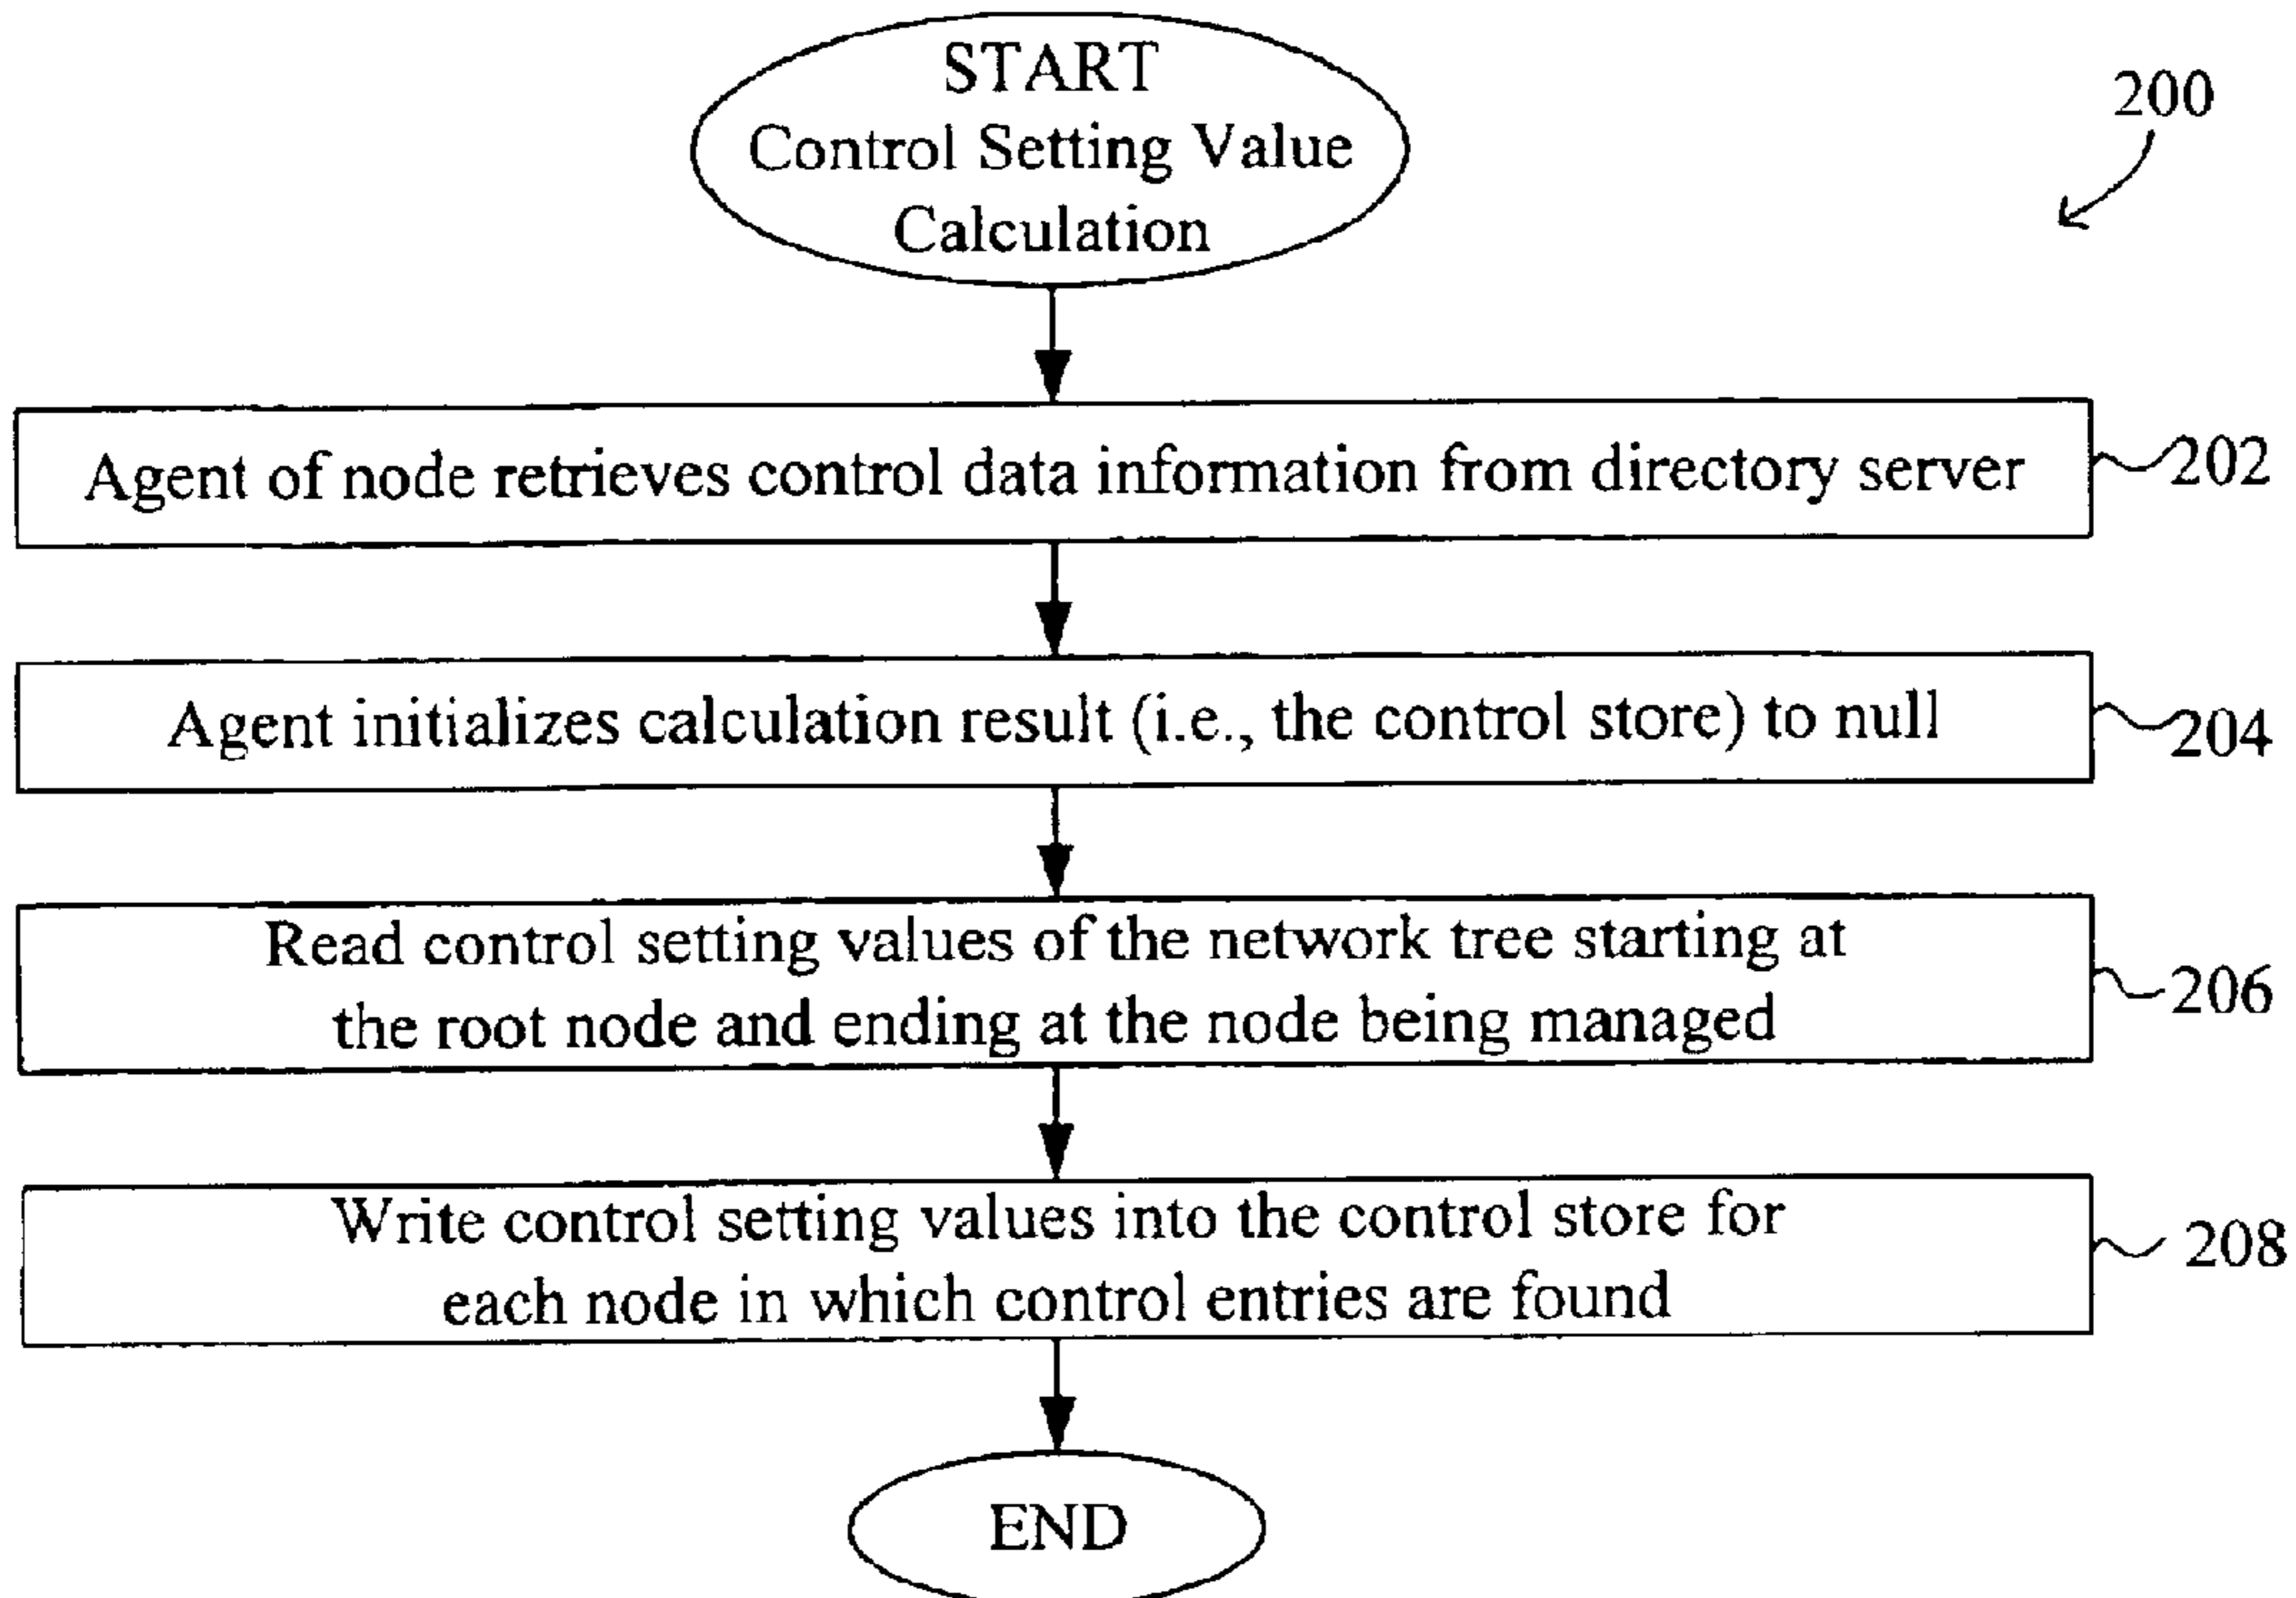 START
Control Setting Value
Calculation
200
Agent of node retrieves control data information from directory server
202
Agent initializes calculation result (i.e., the control store) to null
204
Read control setting values of the network tree starting at
the root node and ending at the node being managed
206
Write control setting values into the control store for
each node in which control entries are found
208
END